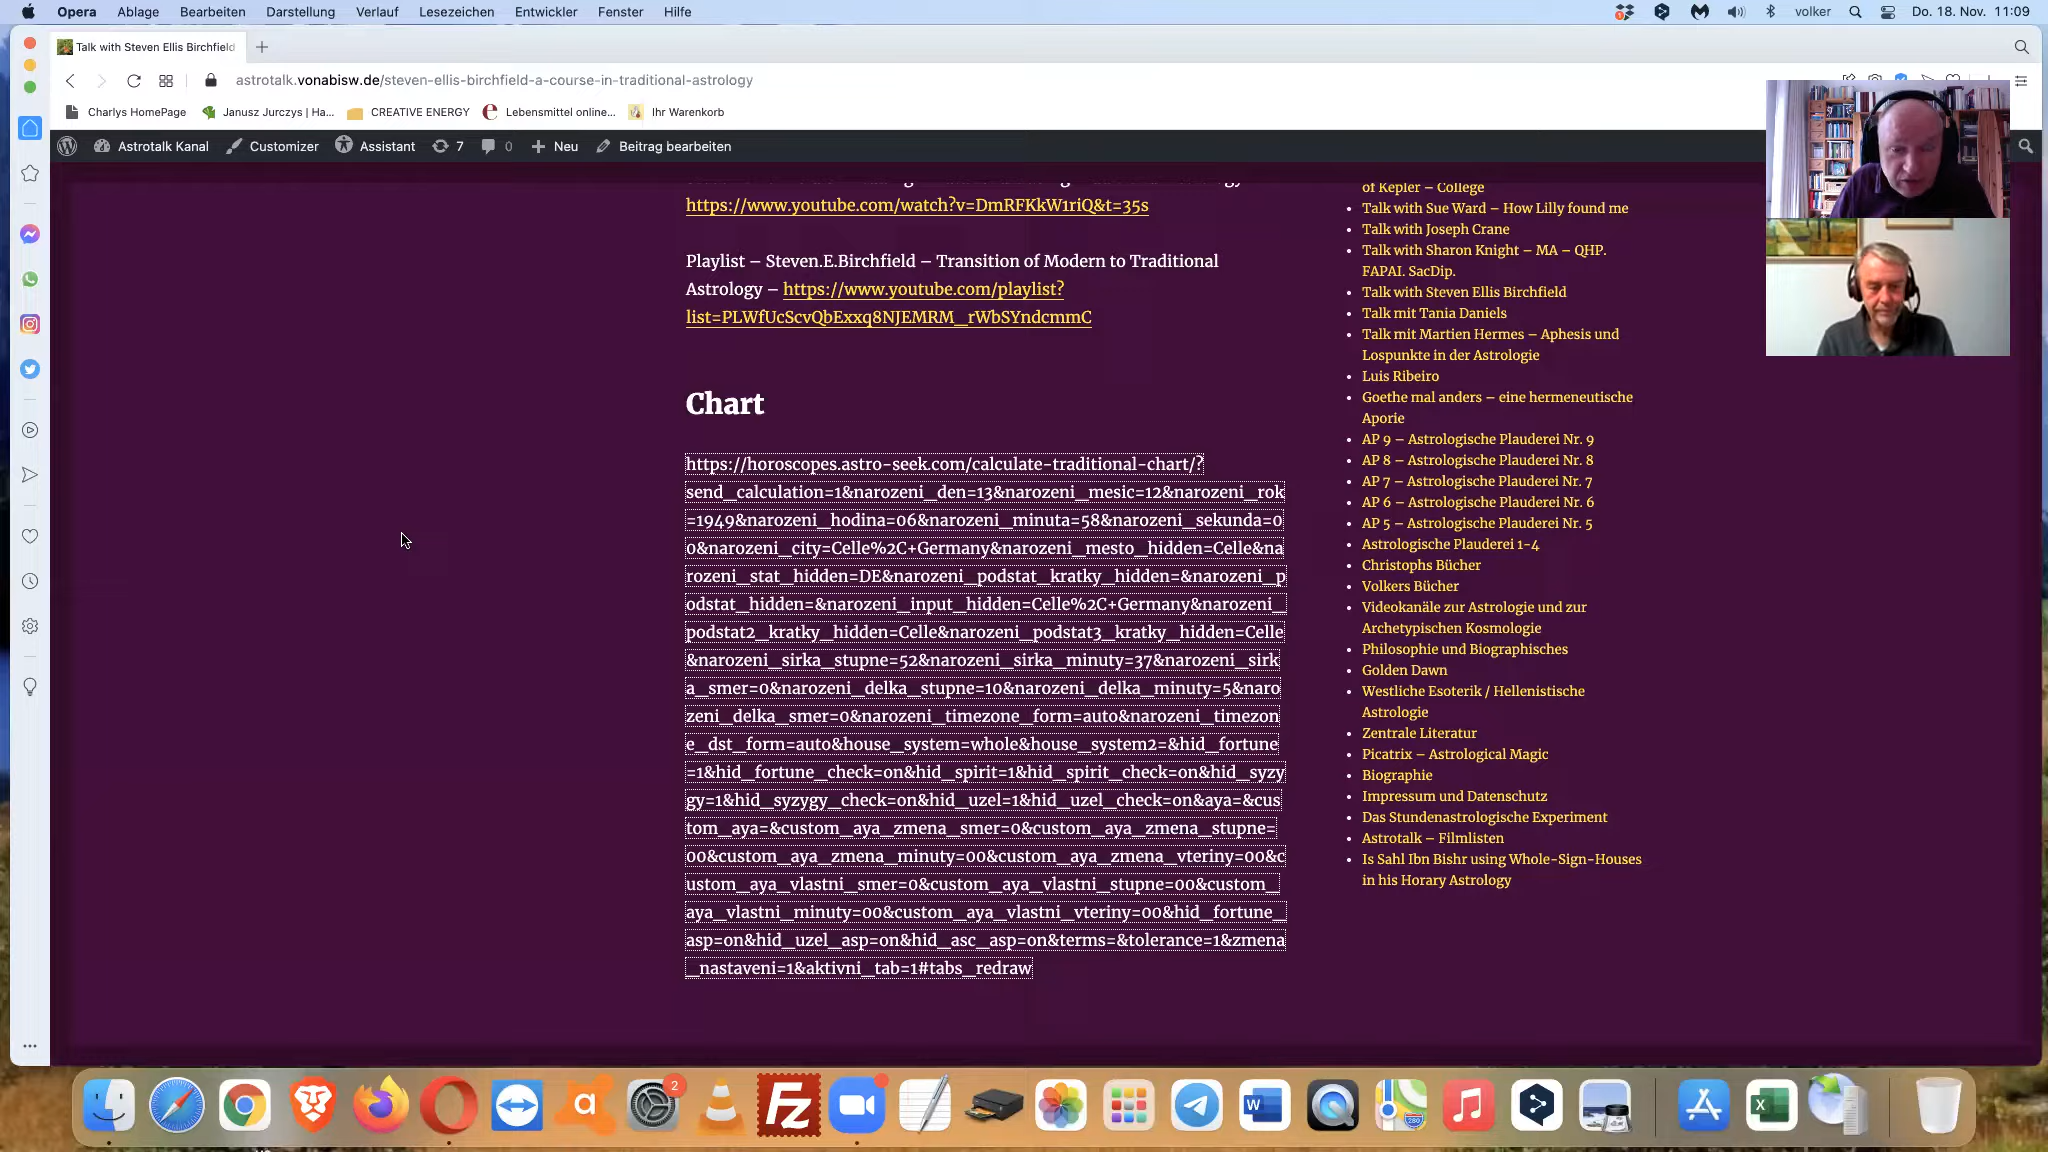 Opera Ablage Bearbeiten Darstellung Verlauf Lesezeichen Entwickler Fenster Hilfe
volker Do. 18. Nov. 11:09
Talk with Steven Ellis Birchfield
astrotalk.vonabisw.de/steven-ellis-birchfield-a-course-in-traditional-astrology
Charlys HomePage Janusz Jurczys | Ha... CREATIVE ENERGY Lebensmittel online... Ihr Warenkorb
Astrotalk Kanal Customizer Assistant 7 0 Neu Beitrag bearbeiten
https://www.youtube.com/watch?v=DmRFKkW1riQ&t=35s
Playlist – Steven.E.Birchfield – Transition of Modern to Traditional
Astrology – https://www.youtube.com/playlist?
list=PLWfUcScvQbExxq8NJEMRM_rWbSYndcmmC
Chart
https://horoscopes.astro-seek.com/calculate-traditional-chart/?
send_calculation=1&narozeni_den=13&narozeni_mesic=12&narozeni_rok
=1949&narozeni_hodina=06&narozeni_minuta=58&narozeni_sekunda=0
0&narozeni_city=Celle%2C+Germany&narozeni_mesto_hidden=Celle&na
rozeni_stat_hidden=DE&narozeni_podstat_kratky_hidden=&narozeni_p
odstat_hidden=&narozeni_input_hidden=Celle%2C+Germany&narozeni_
podstat2_kratky_hidden=Celle&narozeni_podstat3_kratky_hidden=Celle
&narozeni_sirka_stupne=52&narozeni_sirka_minuty=37&narozeni_sirk
a_smer=0&narozeni_delka_stupne=10&narozeni_delka_minuty=5&naro
zeni_delka_smer=0&narozeni_timezone_form=auto&narozeni_timezon
e_dst_form=auto&house_system=whole&house_system2=&hid_fortune
=1&hid_fortune_check=on&hid_spirit=1&hid_spirit_check=on&hid_syzy
gy=1&hid_syzygy_check=on&hid_uzel=1&hid_uzel_check=on&aya=&cus
tom_aya=&custom_aya_zmena_smer=0&custom_aya_zmena_stupne=
00&custom_aya_zmena_minuty=00&custom_aya_zmena_vteriny=00&c
ustom_aya_vlastni_smer=0&custom_aya_vlastni_stupne=00&custom_
aya_vlastni_minuty=00&custom_aya_vlastni_vteriny=00&hid_fortune_
asp=on&hid_uzel_asp=on&hid_asc_asp=on&terms=&tolerance=1&zmena
_nastaveni=1&aktivni_tab=1#tabs_redraw
of Kepler – College
Talk with Sue Ward – How Lilly found me
Talk with Joseph Crane
Talk with Sharon Knight – MA – QHP.
FAPAI. SacDip.
Talk with Steven Ellis Birchfield
Talk mit Tania Daniels
Talk mit Martien Hermes – Aphesis und
Lospunkte in der Astrologie
Luis Ribeiro
Goethe mal anders – eine hermeneutische
Aporie
AP 9 – Astrologische Plauderei Nr. 9
AP 8 – Astrologische Plauderei Nr. 8
AP 7 – Astrologische Plauderei Nr. 7
AP 6 – Astrologische Plauderei Nr. 6
AP 5 – Astrologische Plauderei Nr. 5
Astrologische Plauderei 1-4
Christophs Bücher
Volkers Bücher
Videokanäle zur Astrologie und zur
Archetypischen Kosmologie
Philosophie und Biographisches
Golden Dawn
Westliche Esoterik / Hellenistische
Astrologie
Zentrale Literatur
Picatrix – Astrological Magic
Biographie
Impressum und Datenschutz
Das Stundenastrologische Experiment
Astrotalk – Filmlisten
Is Sahl Ibn Bishr using Whole-Sign-Houses
in his Horary Astrology
2